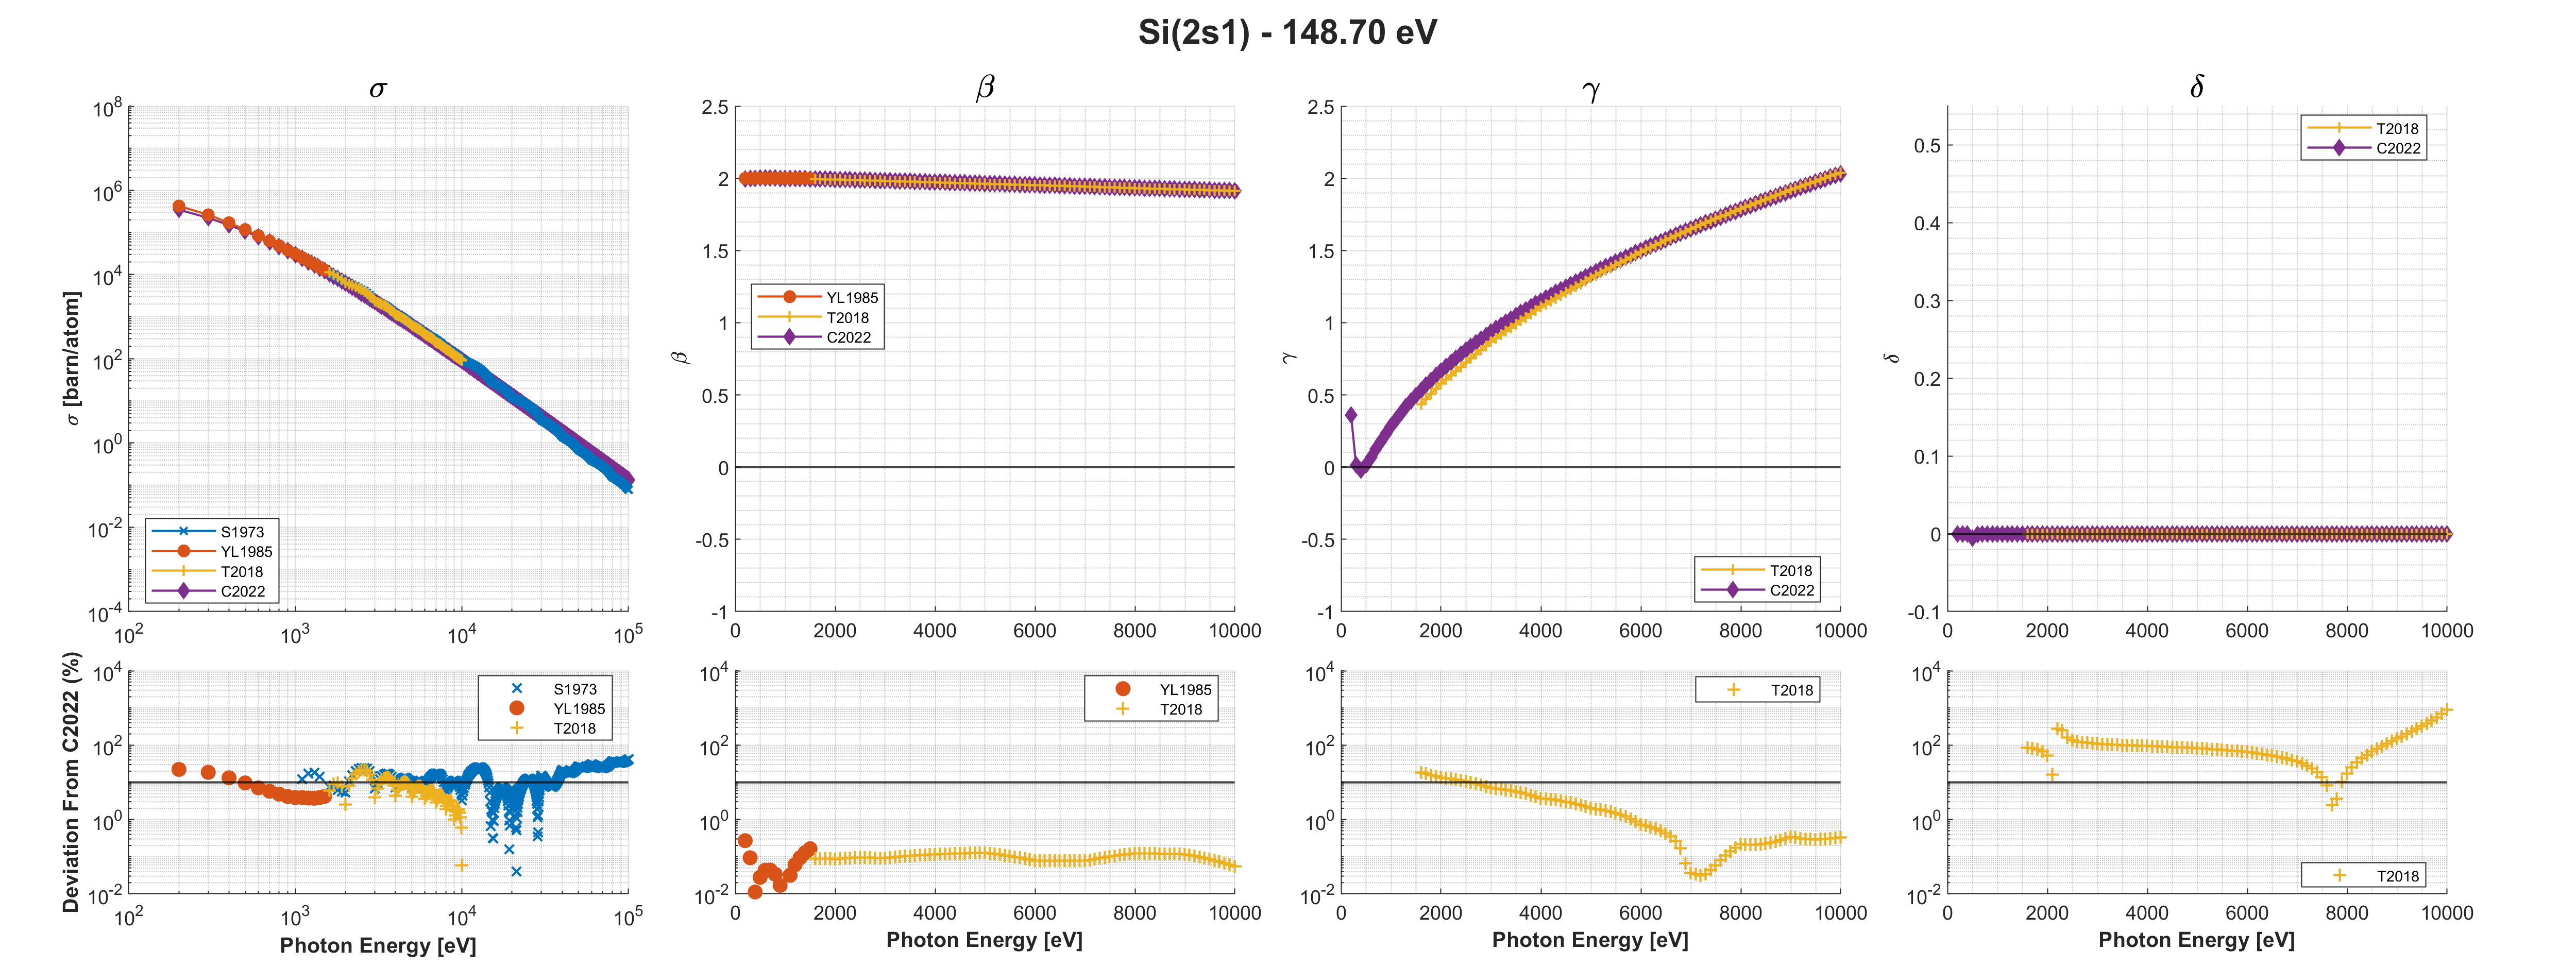 Si(2s1) - 148.70 eV
σ
10^8
10^6
10^4
10^2
10^0
10^-2
10^-4
σ [barn/atom]
S1973
YL1985
T2018
C2022
10^2
10^3
10^4
10^5
β
2.5
2
1.5
1
0.5
0
-0.5
-1
β
YL1985
T2018
C2022
0
2000
4000
6000
8000
10000
γ
2.5
2
1.5
1
0.5
0
-0.5
-1
γ
T2018
C2022
0
2000
4000
6000
8000
10000
δ
0.5
0.4
0.3
0.2
0.1
0
-0.1
δ
T2018
C2022
0
2000
4000
6000
8000
10000
Deviation From C2022 (%)
10^4
10^2
10^0
10^-2
S1973
YL1985
T2018
10^2
10^3
10^4
10^5
Photon Energy [eV]
10^4
10^2
10^0
10^-2
YL1985
T2018
0
2000
4000
6000
8000
10000
Photon Energy [eV]
10^4
10^2
10^0
10^-2
T2018
0
2000
4000
6000
8000
10000
Photon Energy [eV]
10^4
10^2
10^0
10^-2
T2018
0
2000
4000
6000
8000
10000
Photon Energy [eV]